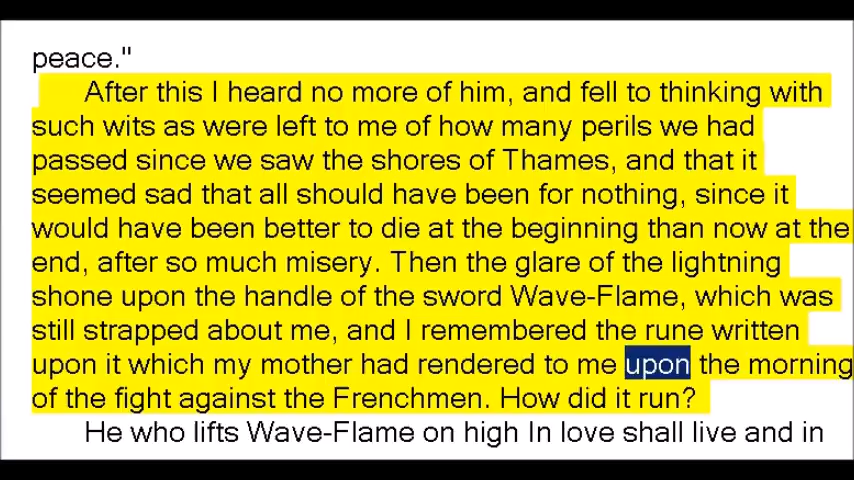 peace."
After this I heard no more of him, and fell to thinking with
such wits as were left to me of how many perils we had
passed since we saw the shores of Thames, and that it
seemed sad that all should have been for nothing, since it
would have been better to die at the beginning than now at the
end, after so much misery. Then the glare of the lightning
shone upon the handle of the sword Wave-Flame, which was
still strapped about me, and I remembered the rune written
upon it which my mother had rendered to me upon the morning
of the fight against the Frenchmen. How did it run?
He who lifts Wave-Flame on high In love shall live and in